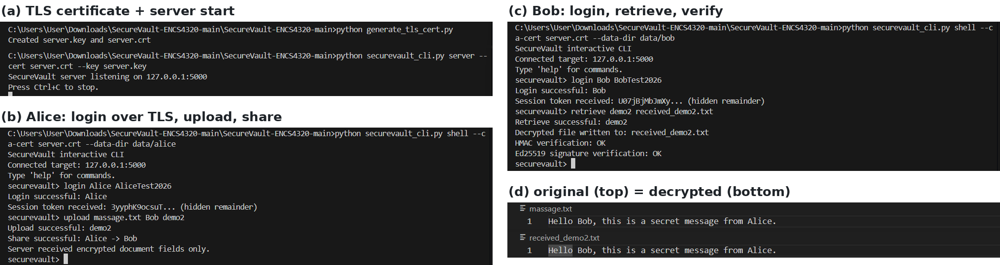 (a) TLS certificate + server start
C:\Users\User\Downloads\SecureVault-ENCS4320-main\SecureVault-ENCS4320-main>python generate_tls_cert.py
Created server.key and server.crt
C:\Users\User\Downloads\SecureVault-ENCS4320-main\SecureVault-ENCS4320-main>python securevault_cli.py server --
cert server.crt --key server.key
SecureVault server listening on 127.0.0.1:5000
Press Ctrl+C to stop.
(b) Alice: login over TLS, upload, share
C:\Users\User\Downloads\SecureVault-ENCS4320-main\SecureVault-ENCS4320-main>python securevault_cli.py shell --c
a-cert server.crt --data-dir data/alice
SecureVault interactive CLI
Connected target: 127.0.0.1:5000
Type 'help' for commands.
securevault> login Alice AliceTest2026
Login successful: Alice
Session token received: 3yyphK9ocsuT... (hidden remainder)
securevault> upload massage.txt Bob demo2
Upload successful: demo2
Share successful: Alice -> Bob
Server received encrypted document fields only.
securevault>
(c) Bob: login, retrieve, verify
C:\Users\User\Downloads\SecureVault-ENCS4320-main\SecureVault-ENCS4320-main>python securevault_cli.py shell --c
a-cert server.crt --data-dir data/bob
SecureVault interactive CLI
Connected target: 127.0.0.1:5000
Type 'help' for commands.
securevault> login Bob BobTest2026
Login successful: Bob
Session token received: U07jBjMbJmXy... (hidden remainder)
securevault> retrieve demo2 received_demo2.txt
Retrieve successful: demo2
Decrypted file written to: received_demo2.txt
HMAC verification: OK
Ed25519 signature verification: OK
securevault>
(d) original (top) = decrypted (bottom)
massage.txt
1 Hello Bob, this is a secret message from Alice.
received_demo2.txt
1 Hello Bob, this is a secret message from Alice.